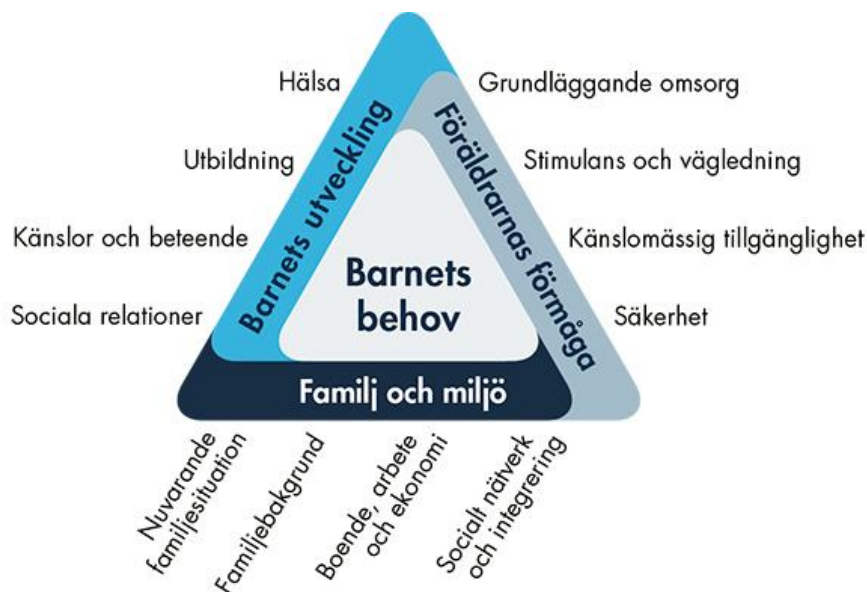 Hälsa
Utbildning
Känslor och beteende
Sociala relationer
Barnets utveckling
Grundläggande omsorg
Stimulans och vägledning
Känslomässig tillgänglighet
Säkerhet
Föräldrarnas förmåga
Barnets
behov
Familj och miljö
Nuvarande
familjesituation
Familjebakgrund
Boende, arbete
och ekonomi
Socialt nätverk
och integrering